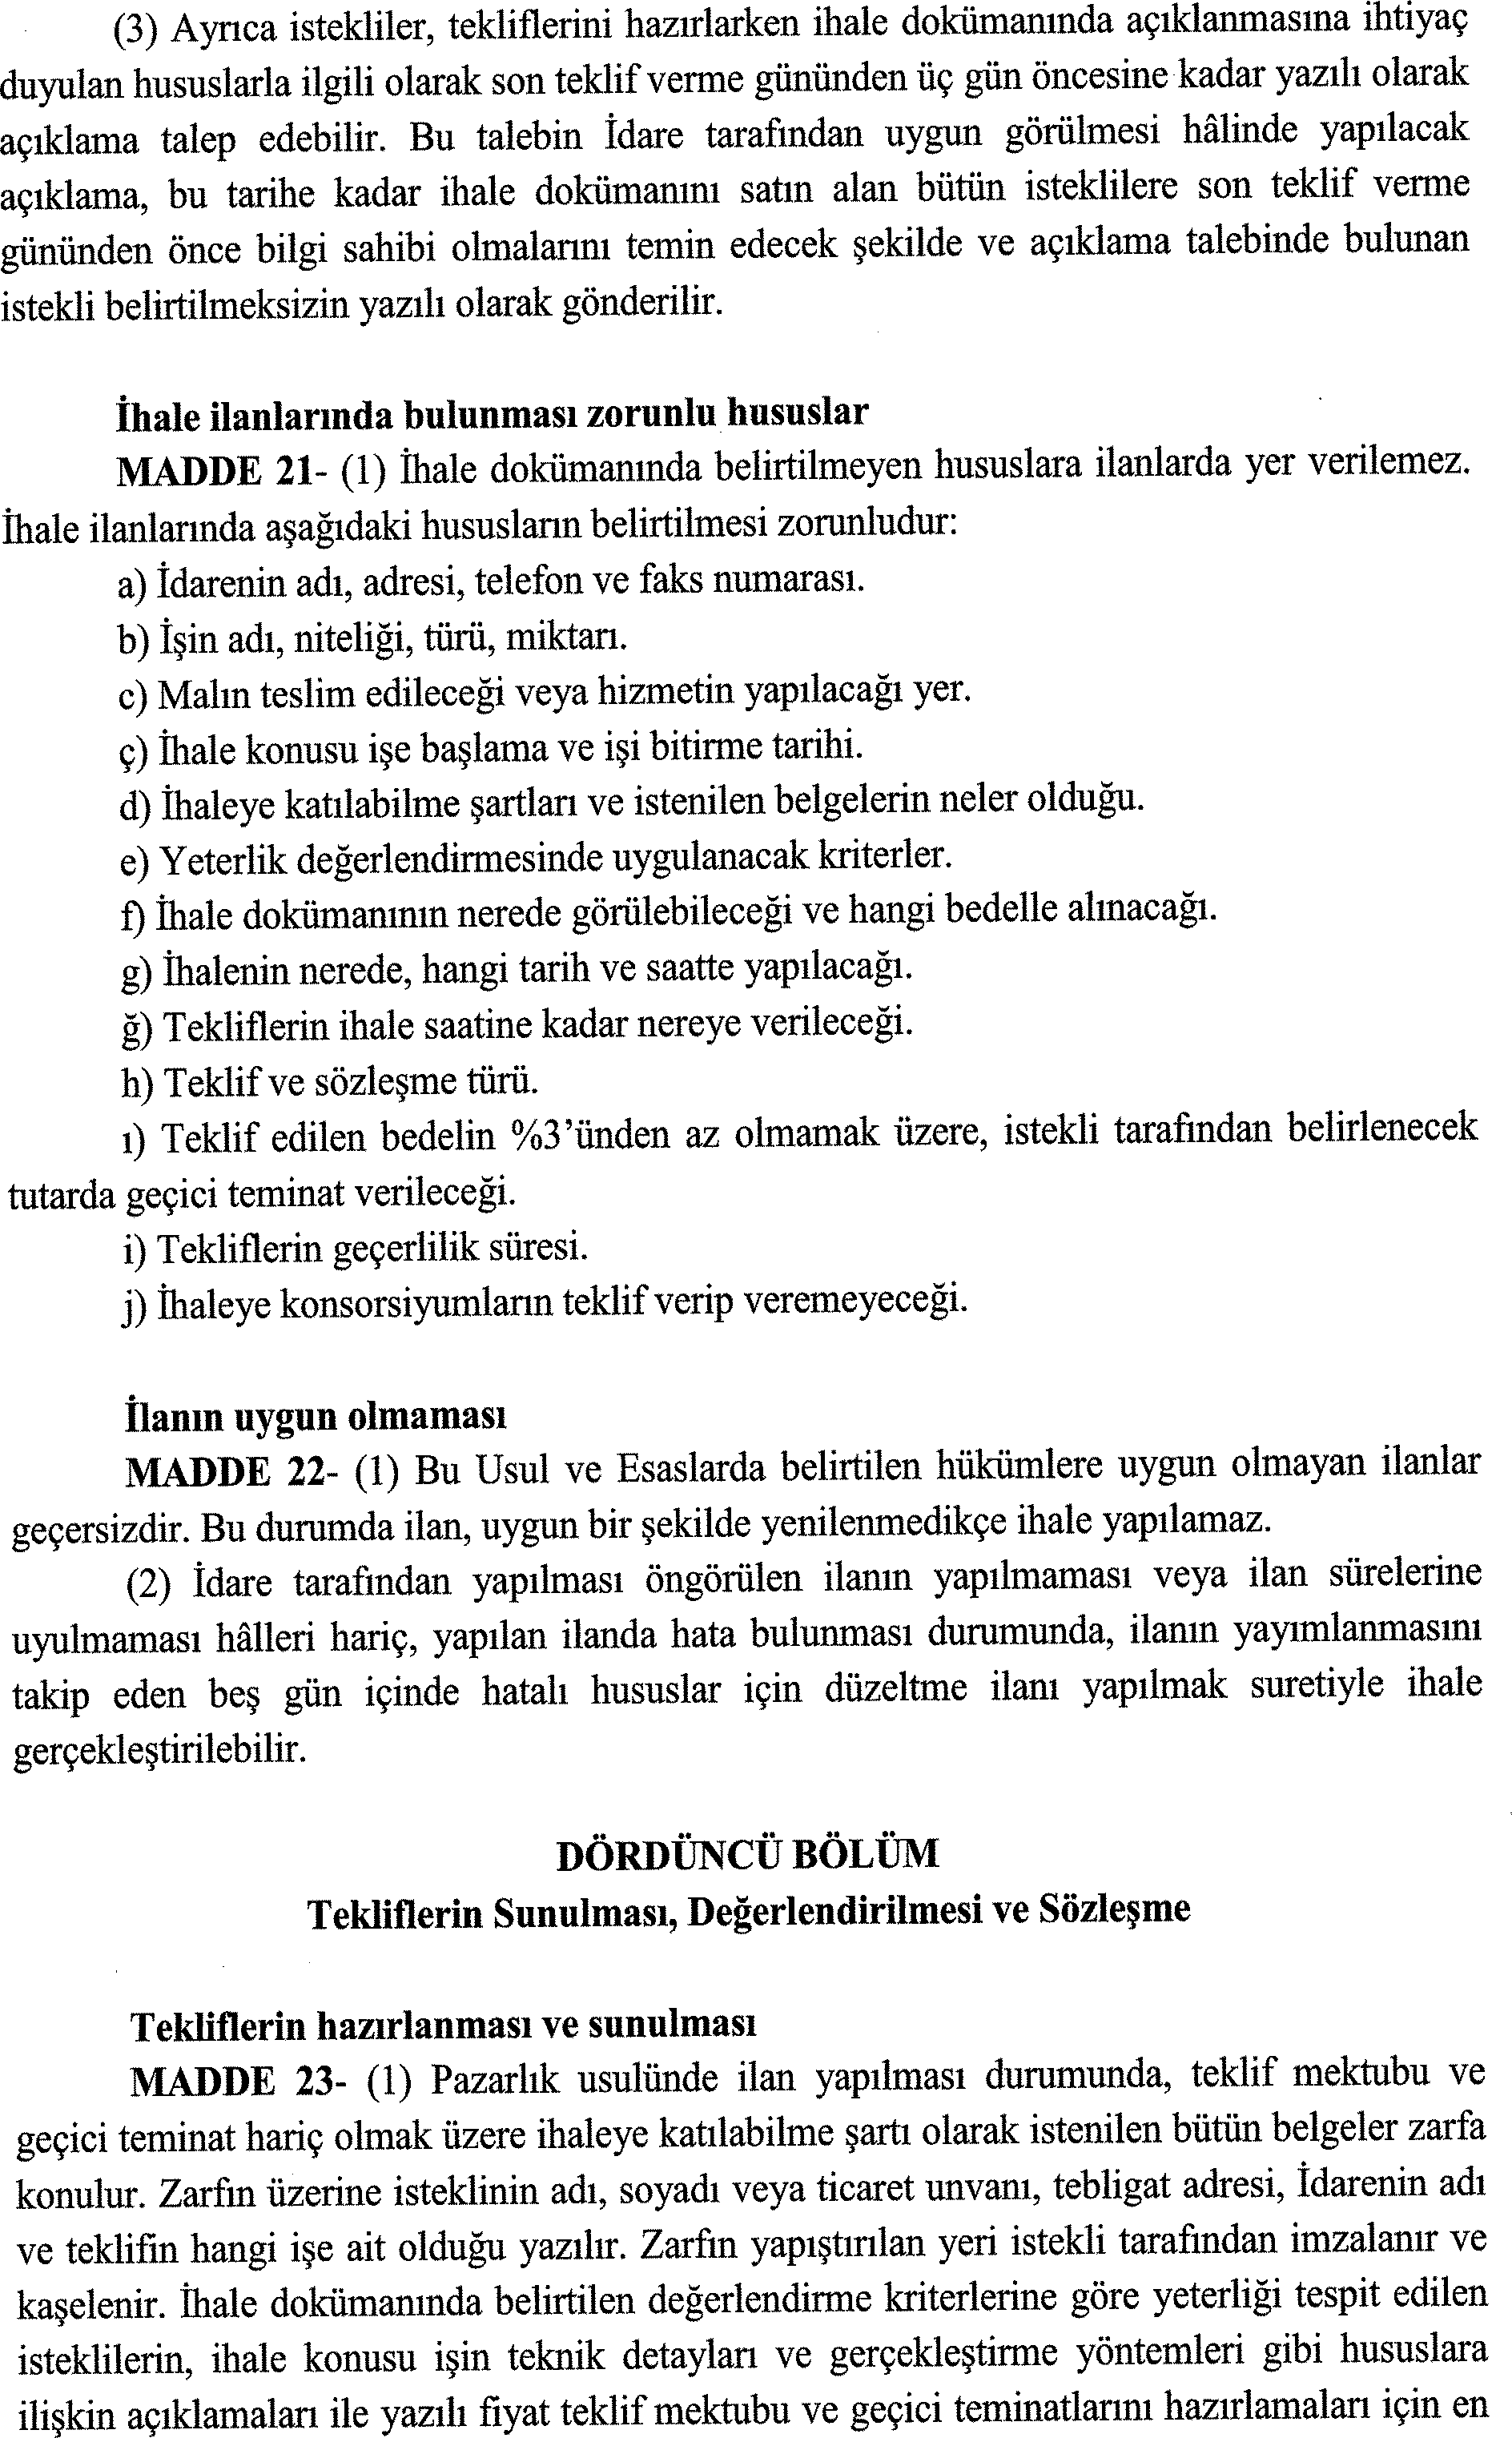 (3) Ayrıca istekliler, tekliflerini hazırlarken ihale dokümanında açıklanmasına ihtiyaç
duyulan hususlarla ilgili olarak son teklif verme gününden üç gün öncesine kadar yazılı olarak
açıklama talep edebilir. Bu talebin İdare tarafından uygun görülmesi hâlinde yapılacak
açıklama, bu tarihe kadar ihale dokümanını satın alan bütün isteklilere son teklif verme
gününden önce bilgi sahibi olmalarını temin edecek şekilde ve açıklama talebinde bulunan
istekli belirtilmeksizin yazılı olarak gönderilir.
İhale ilanlarında bulunması zorunlu hususlar
MADDE 21- (1) İhale dokümanında belirtilmeyen hususlara ilanlarda yer verilemez.
İhale ilanlarında aşağıdaki hususların belirtilmesi zorunludur:
a) İdarenin adı, adresi, telefon ve faks numarası.
b) İşin adı, niteliği, türü, miktarı.
c) Malın teslim edileceği veya hizmetin yapılacağı yer.
ç) İhale konusu işe başlama ve işi bitirme tarihi.
d) İhaleye katılabilme şartları ve istenilen belgelerin neler olduğu.
e) Yeterlik değerlendirmesinde uygulanacak kriterler.
f) İhale dokümanının nerede görülebileceği ve hangi bedelle alınacağı.
g) İhalenin nerede, hangi tarih ve saatte yapılacağı.
ğ) Tekliflerin ihale saatine kadar nereye verileceği.
h) Teklif ve sözleşme türü.
ı) Teklif edilen bedelin %3’ünden az olmamak üzere, istekli tarafından belirlenecek
tutarda geçici teminat verileceği.
i) Tekliflerin geçerlilik süresi.
j) İhaleye konsorsiyumların teklif verip veremeyeceği.
İlanın uygun olmaması
MADDE 22- (1) Bu Usul ve Esaslarda belirtilen hükümlere uygun olmayan ilanlar
geçersizdir. Bu durumda ilan, uygun bir şekilde yenilenmedikçe ihale yapılamaz.
(2) İdare tarafından yapılması öngörülen ilanın yapılmaması veya ilan sürelerine
uyulmaması hâlleri hariç, yapılan ilanda hata bulunması durumunda, ilanın yayımlanmasını
takip eden beş gün içinde hatalı hususlar için düzeltme ilanı yapılmak suretiyle ihale
gerçekleştirilebilir.
DÖRDÜNCÜ BÖLÜM
Tekliflerin Sunulması, Değerlendirilmesi ve Sözleşme
Tekliflerin hazırlanması ve sunulması
MADDE 23- (1) Pazarlık usulünde ilan yapılması durumunda, teklif mektubu ve
geçici teminat hariç olmak üzere ihaleye katılabilme şartı olarak istenilen bütün belgeler zarfa
konulur. Zarfın üzerine isteklinin adı, soyadı veya ticaret unvanı, tebligat adresi, İdarenin adı
ve teklifin hangi işe ait olduğu yazılır. Zarfın yapıştırılan yeri istekli tarafından imzalanır ve
kaşelenir. İhale dokümanında belirtilen değerlendirme kriterlerine göre yeterliği tespit edilen
isteklilerin, ihale konusu işin teknik detayları ve gerçekleştirme yöntemleri gibi hususlara
ilişkin açıklamaları ile yazılı fiyat teklif mektubu ve geçici teminatlarını hazırlamaları için en